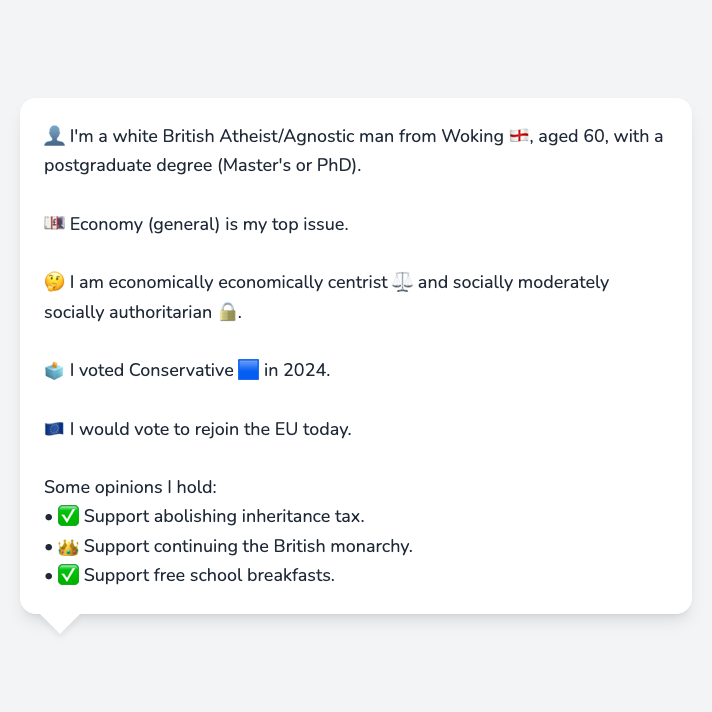 👤 I'm a white British Atheist/Agnostic man from Woking 🏴󠁧󠁢󠁥󠁮󠁧󠁿, aged 60, with a
postgraduate degree (Master's or PhD).
💷 Economy (general) is my top issue.
🤔 I am economically economically centrist ⚖️ and socially moderately
socially authoritarian 🔒.
🗳️ I voted Conservative 🟦 in 2024.
🇪🇺 I would vote to rejoin the EU today.
Some opinions I hold:
• ✅ Support abolishing inheritance tax.
• 👑 Support continuing the British monarchy.
• ✅ Support free school breakfasts.